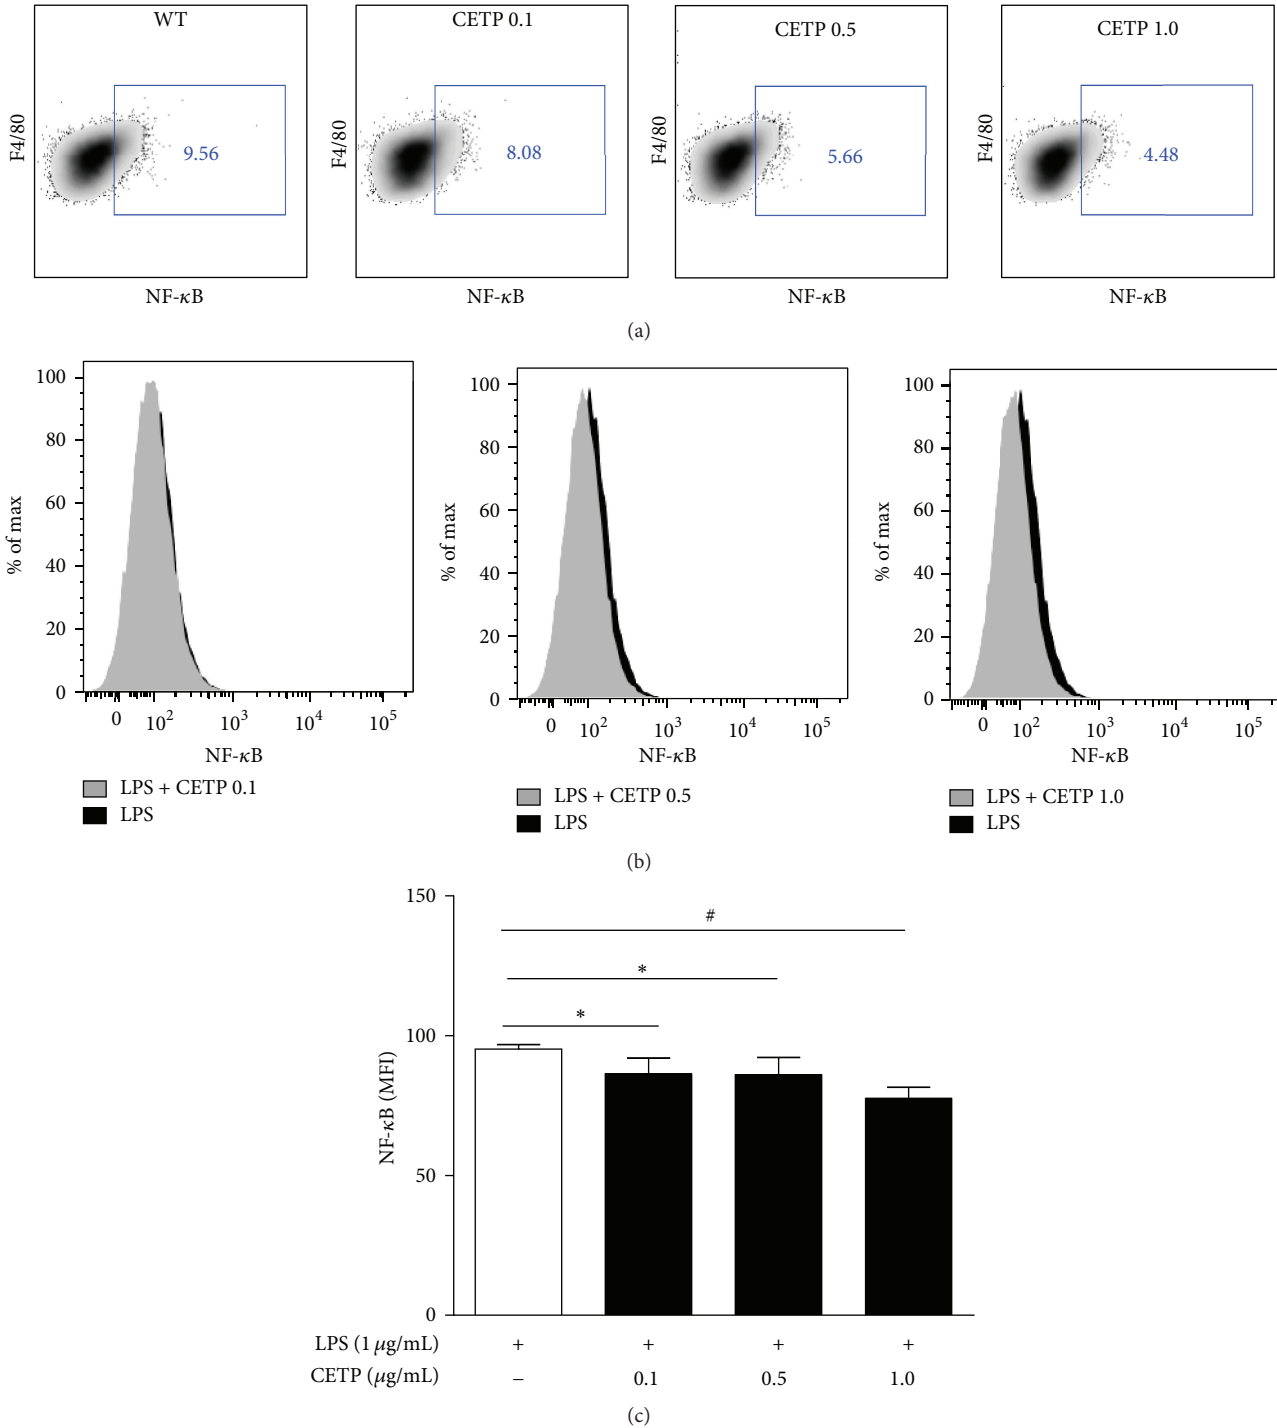 WT CETP 0.1 CETP 0.5 CETP 1.0
F4/80 F4/80 F4/80 F4/80
9.56 8.08 5.66 4.48
NF-κB NF-κB NF-κB NF-κB
(a)
% of max
100
80
60
40
20
0
0 10² 10³ 10⁴ 10⁵
NF-κB
LPS + CETP 0.1
LPS
% of max
100
80
60
40
20
0
0 10² 10³ 10⁴ 10⁵
NF-κB
LPS + CETP 0.5
LPS
% of max
100
80
60
40
20
0
0 10² 10³ 10⁴ 10⁵
NF-κB
LPS + CETP 1.0
LPS
(b)
NF-κB (MFI)
150
100
50
0
#
*
*
LPS (1 μg/mL) + + + +
CETP (μg/mL) – 0.1 0.5 1.0
(c)